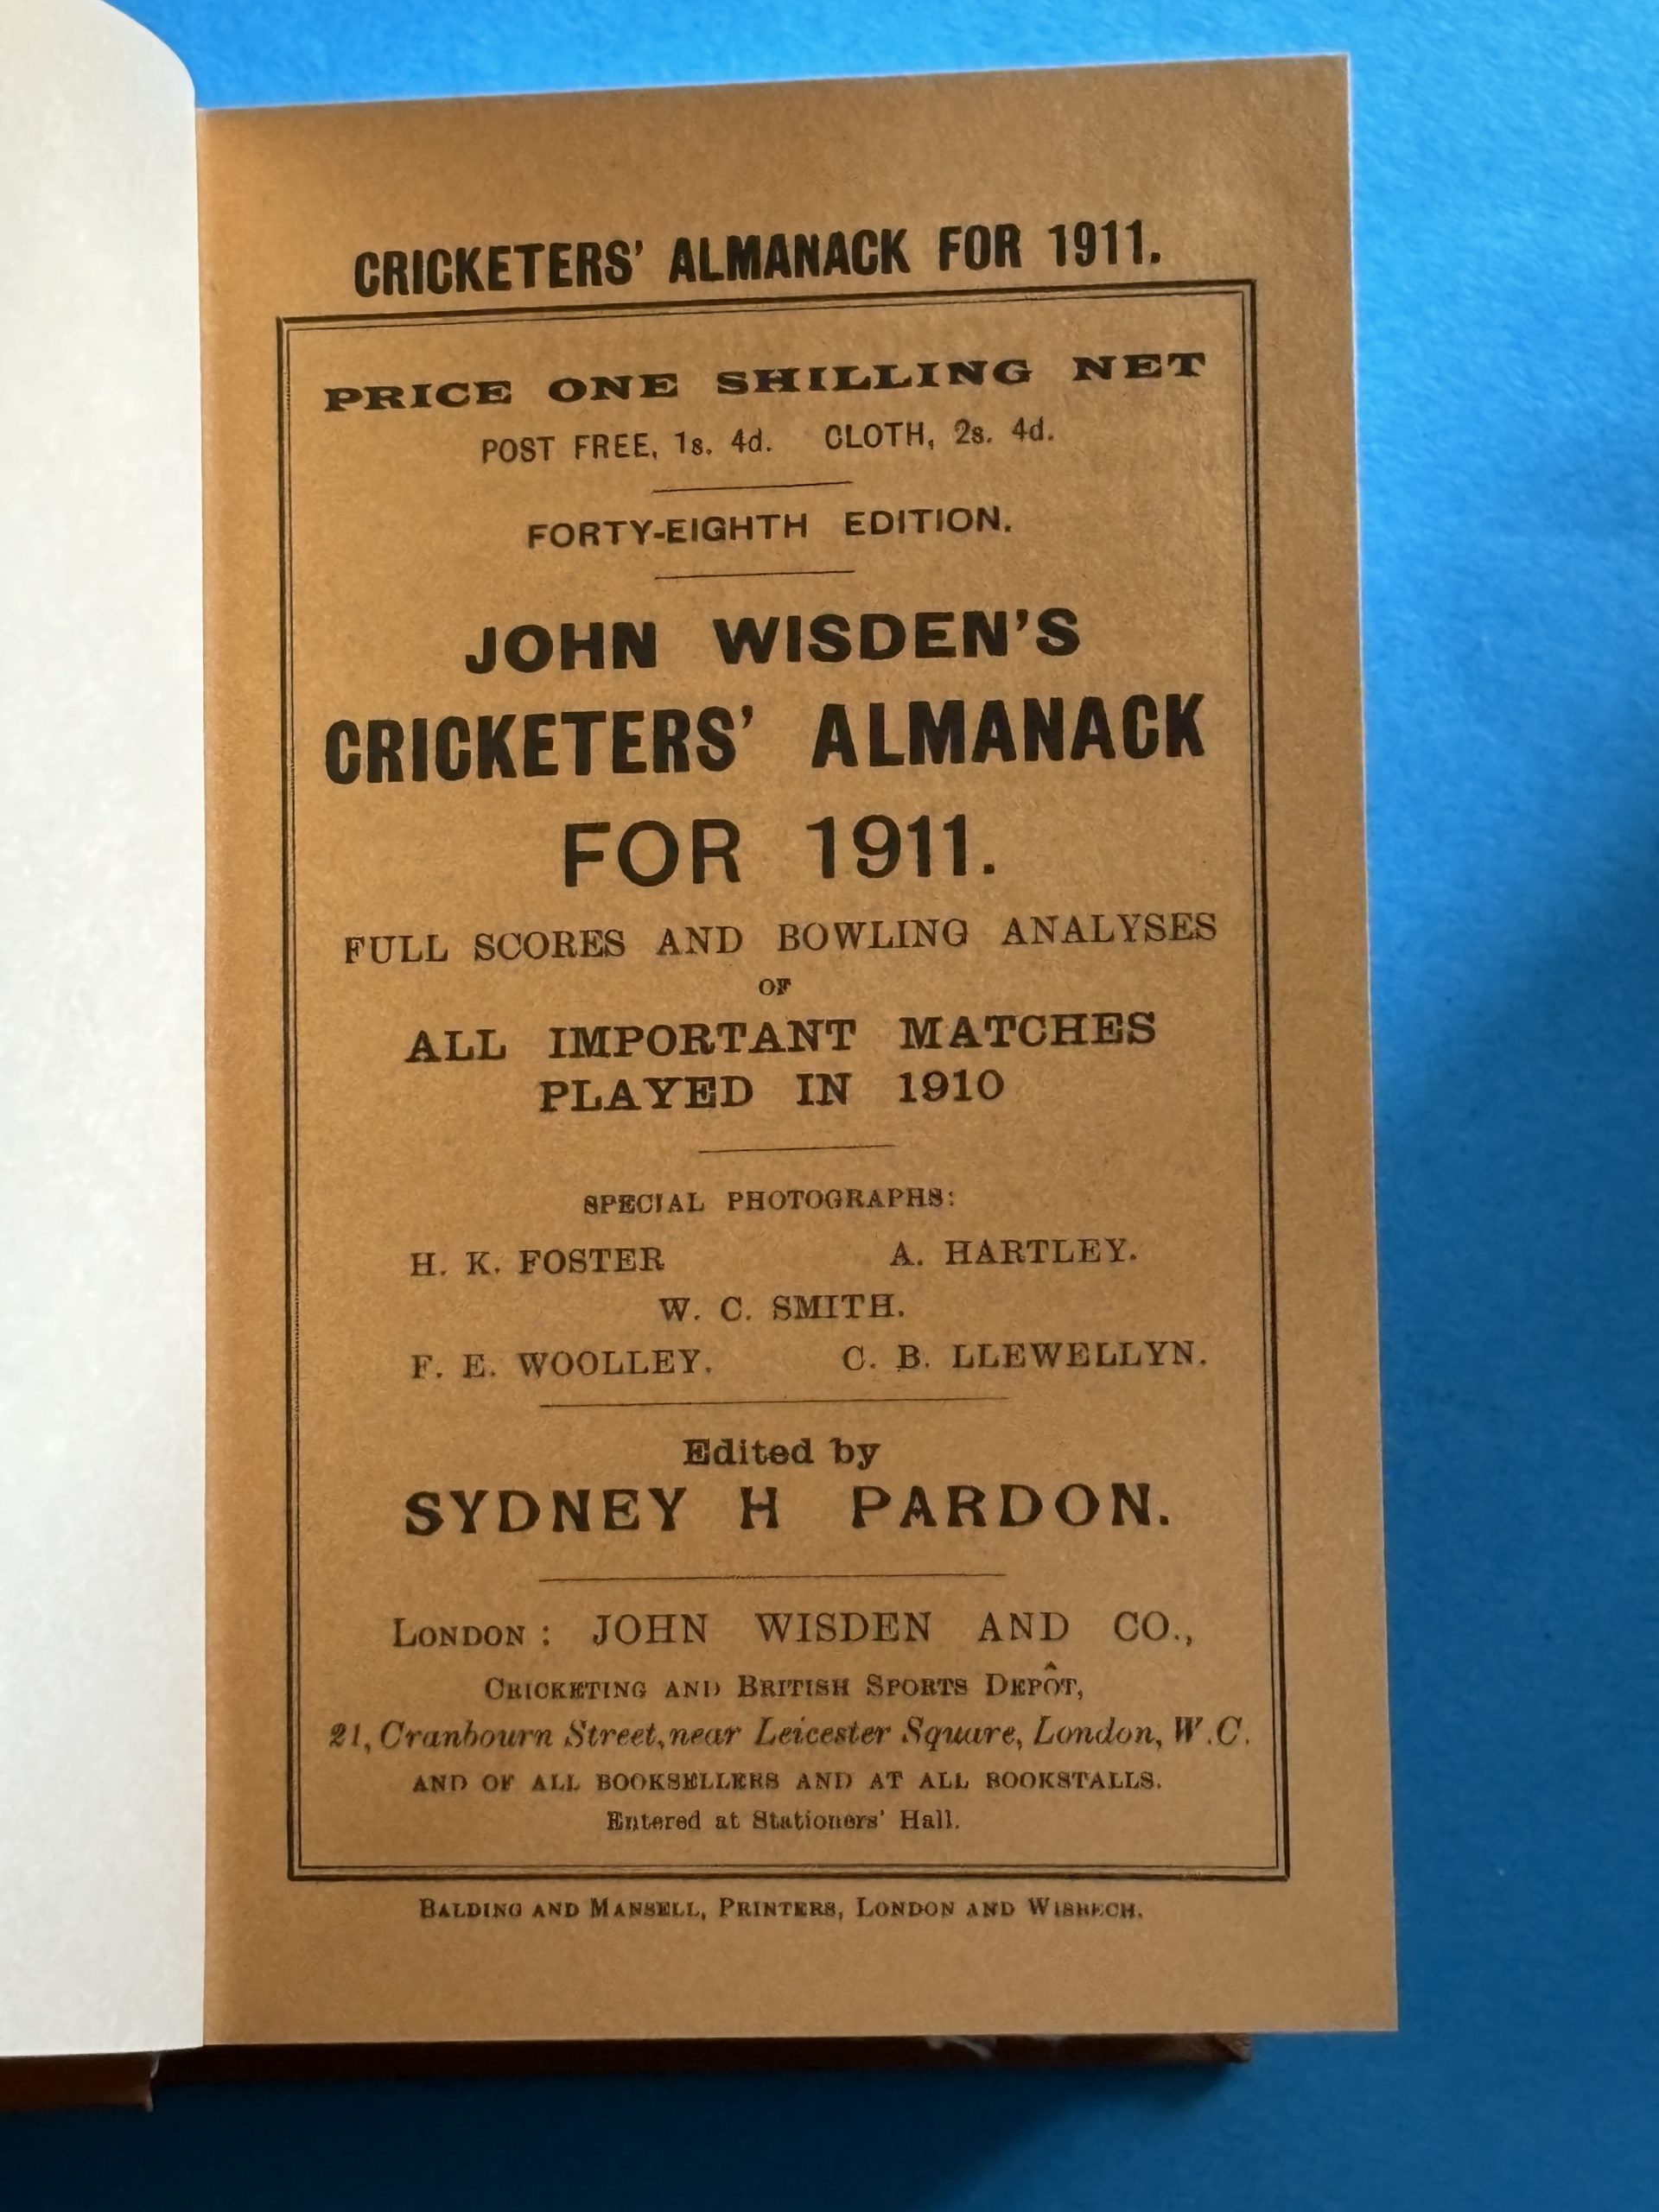 CRICKETERS' ALMANACK FOR 1911.
PRICE ONE SHILLING NET
POST FREE, 1s. 4d. CLOTH, 2s. 4d.
FORTY-EIGHTH EDITION.
JOHN WISDEN'S
CRICKETERS' ALMANACK
FOR 1911.
FULL SCORES AND BOWLING ANALYSES
OF
ALL IMPORTANT MATCHES
PLAYED IN 1910
SPECIAL PHOTOGRAPHS:
H. K. FOSTER A. HARTLEY.
W. C. SMITH.
F. E. WOOLLEY. C. B. LLEWELLYN.
Edited by
SYDNEY H PARDON.
LONDON: JOHN WISDEN AND CO.,
CRICKETING AND BRITISH SPORTS DEPÔT,
21, Cranbourn Street, near Leicester Square, London, W.C.
AND OF ALL BOOKSELLERS AND AT ALL BOOKSTALLS.
Entered at Stationers' Hall.
BALDING AND MANSELL, PRINTERS, LONDON AND WISBECH.